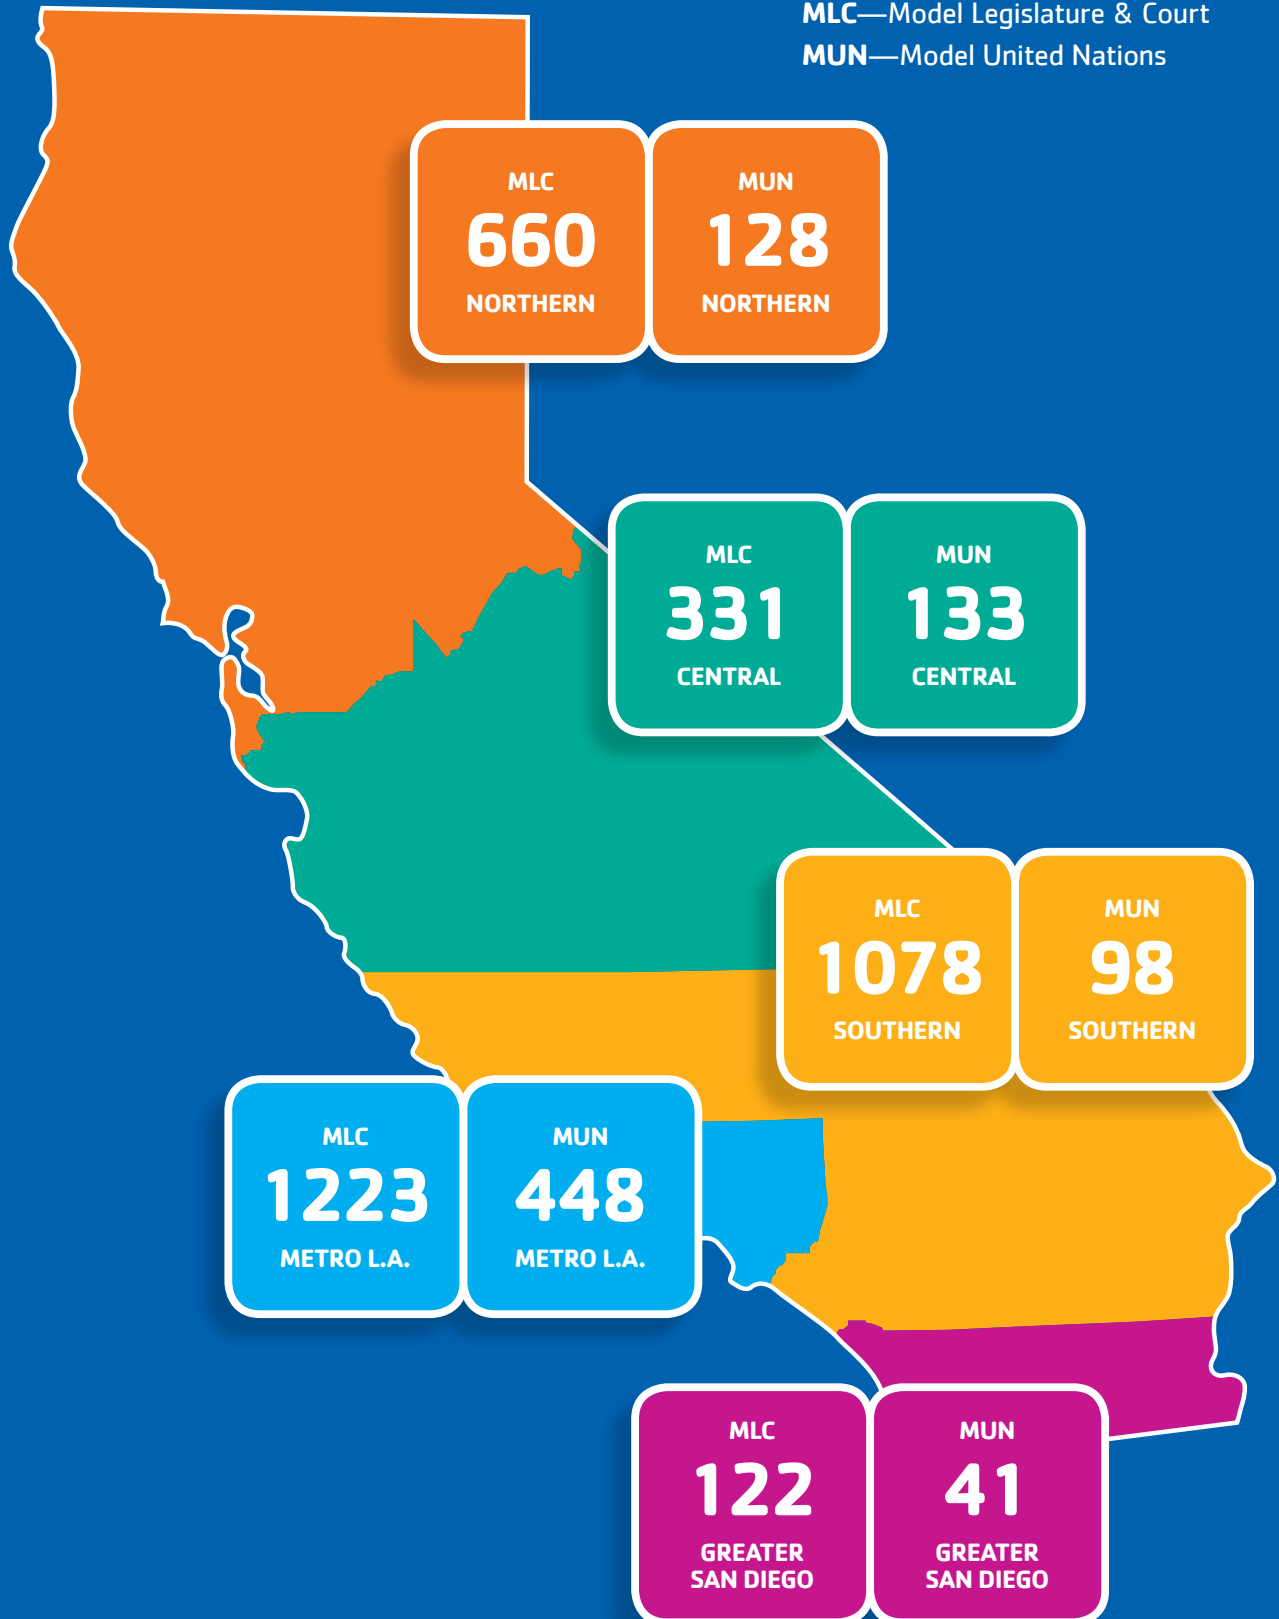 MLC—Model Legislature & Court
MUN—Model United Nations
MLC
660
NORTHERN
MUN
128
NORTHERN
MLC
331
CENTRAL
MUN
133
CENTRAL
MLC
1078
SOUTHERN
MUN
98
SOUTHERN
MLC
1223
METRO L.A.
MUN
448
METRO L.A.
MLC
122
GREATER
SAN DIEGO
MUN
41
GREATER
SAN DIEGO